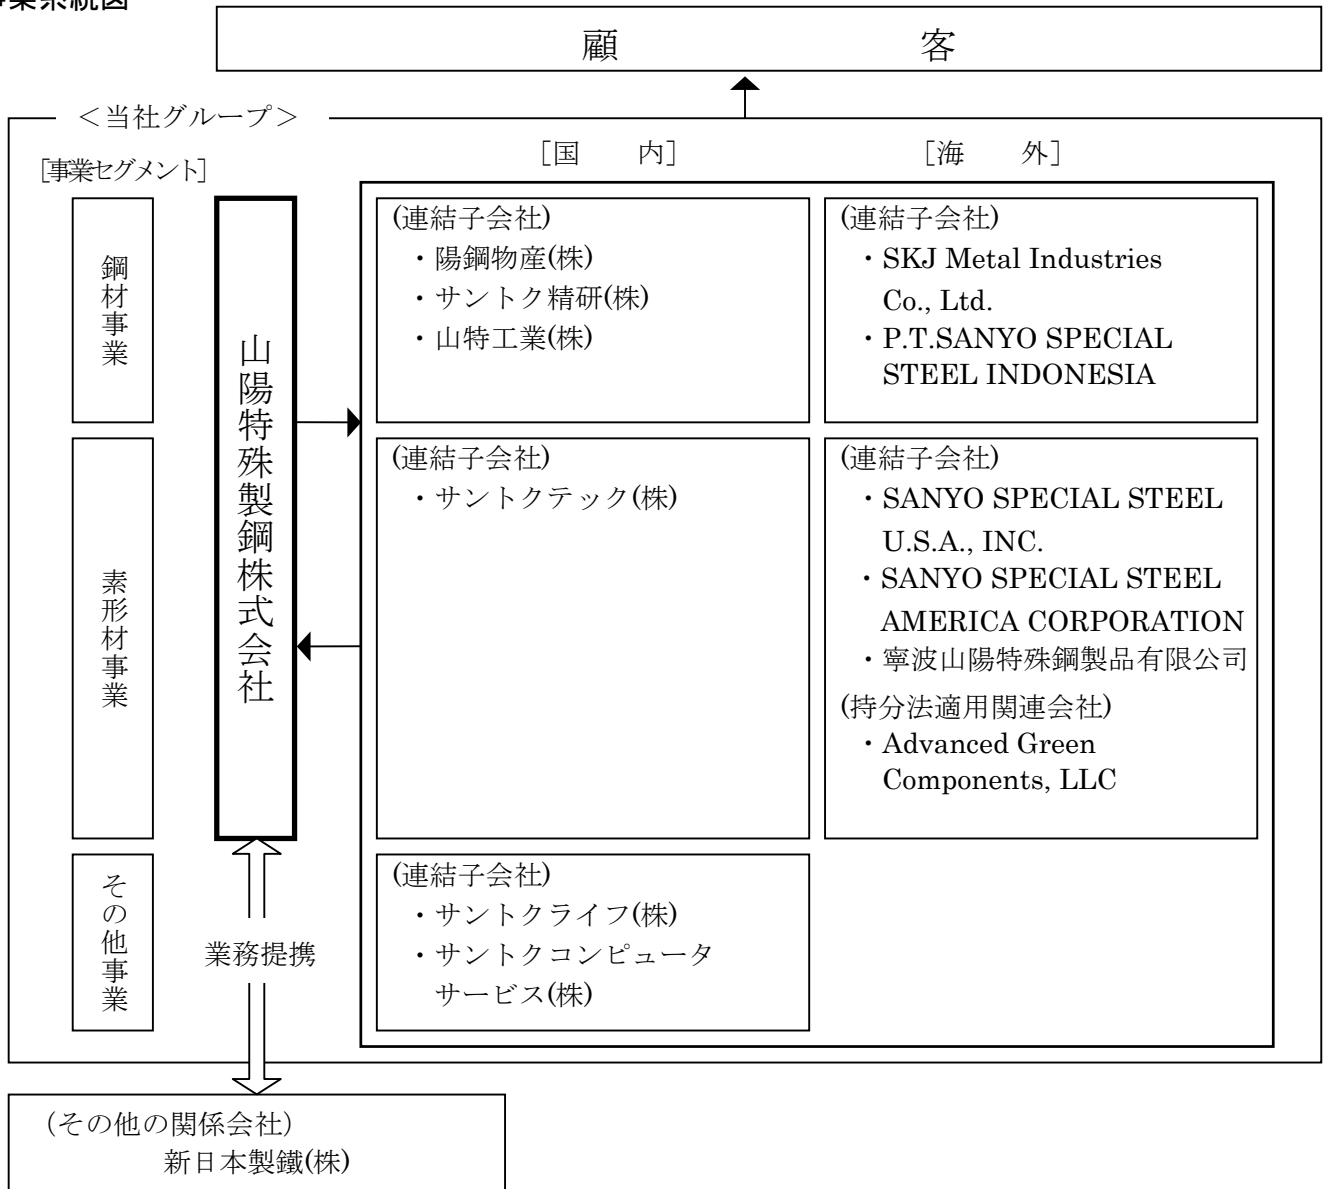 事業系統図
顧 客
<当社グループ>
[国 内] [海 外]
[事業セグメント]
鋼材事業
素形材事業
その他事業
山陽特殊製鋼株式会社
(連結子会社)
・陽鋼物産(株)
・サントク精研(株)
・山特工業(株)
(連結子会社)
・SKJ Metal Industries
Co., Ltd.
・P.T.SANYO SPECIAL
STEEL INDONESIA
(連結子会社)
・サントクテック(株)
(連結子会社)
・SANYO SPECIAL STEEL
U.S.A., INC.
・SANYO SPECIAL STEEL
AMERICA CORPORATION
・寧波山陽特殊鋼製品有限公司
(持分法適用関連会社)
・Advanced Green
Components, LLC
(連結子会社)
・サントクライフ(株)
・サントクコンピュータ
サービス(株)
業務提携
(その他の関係会社)
新日本製鐵(株)